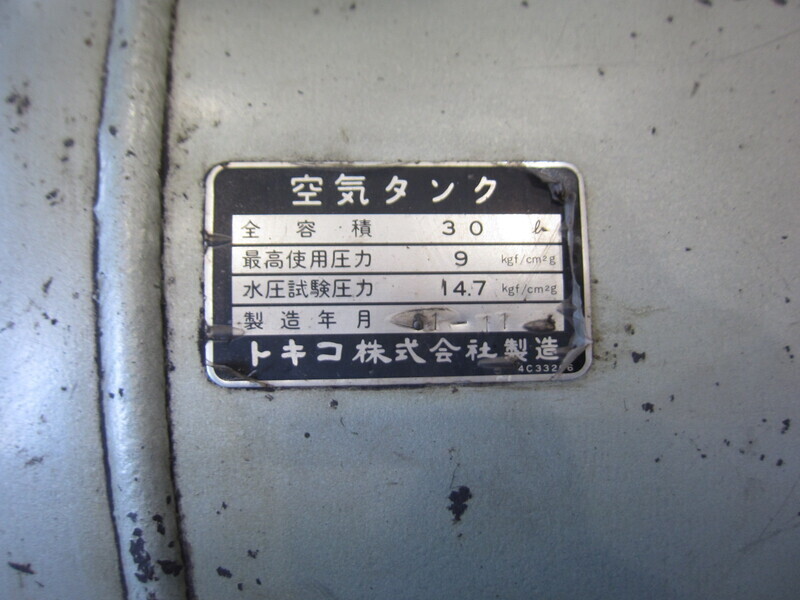 空気タンク
全容積 30 ℓ
最高使用圧力 9 kgf/cm²g
水圧試験圧力 14.7 kgf/cm²g
製造年月
トキコ株式会社製造